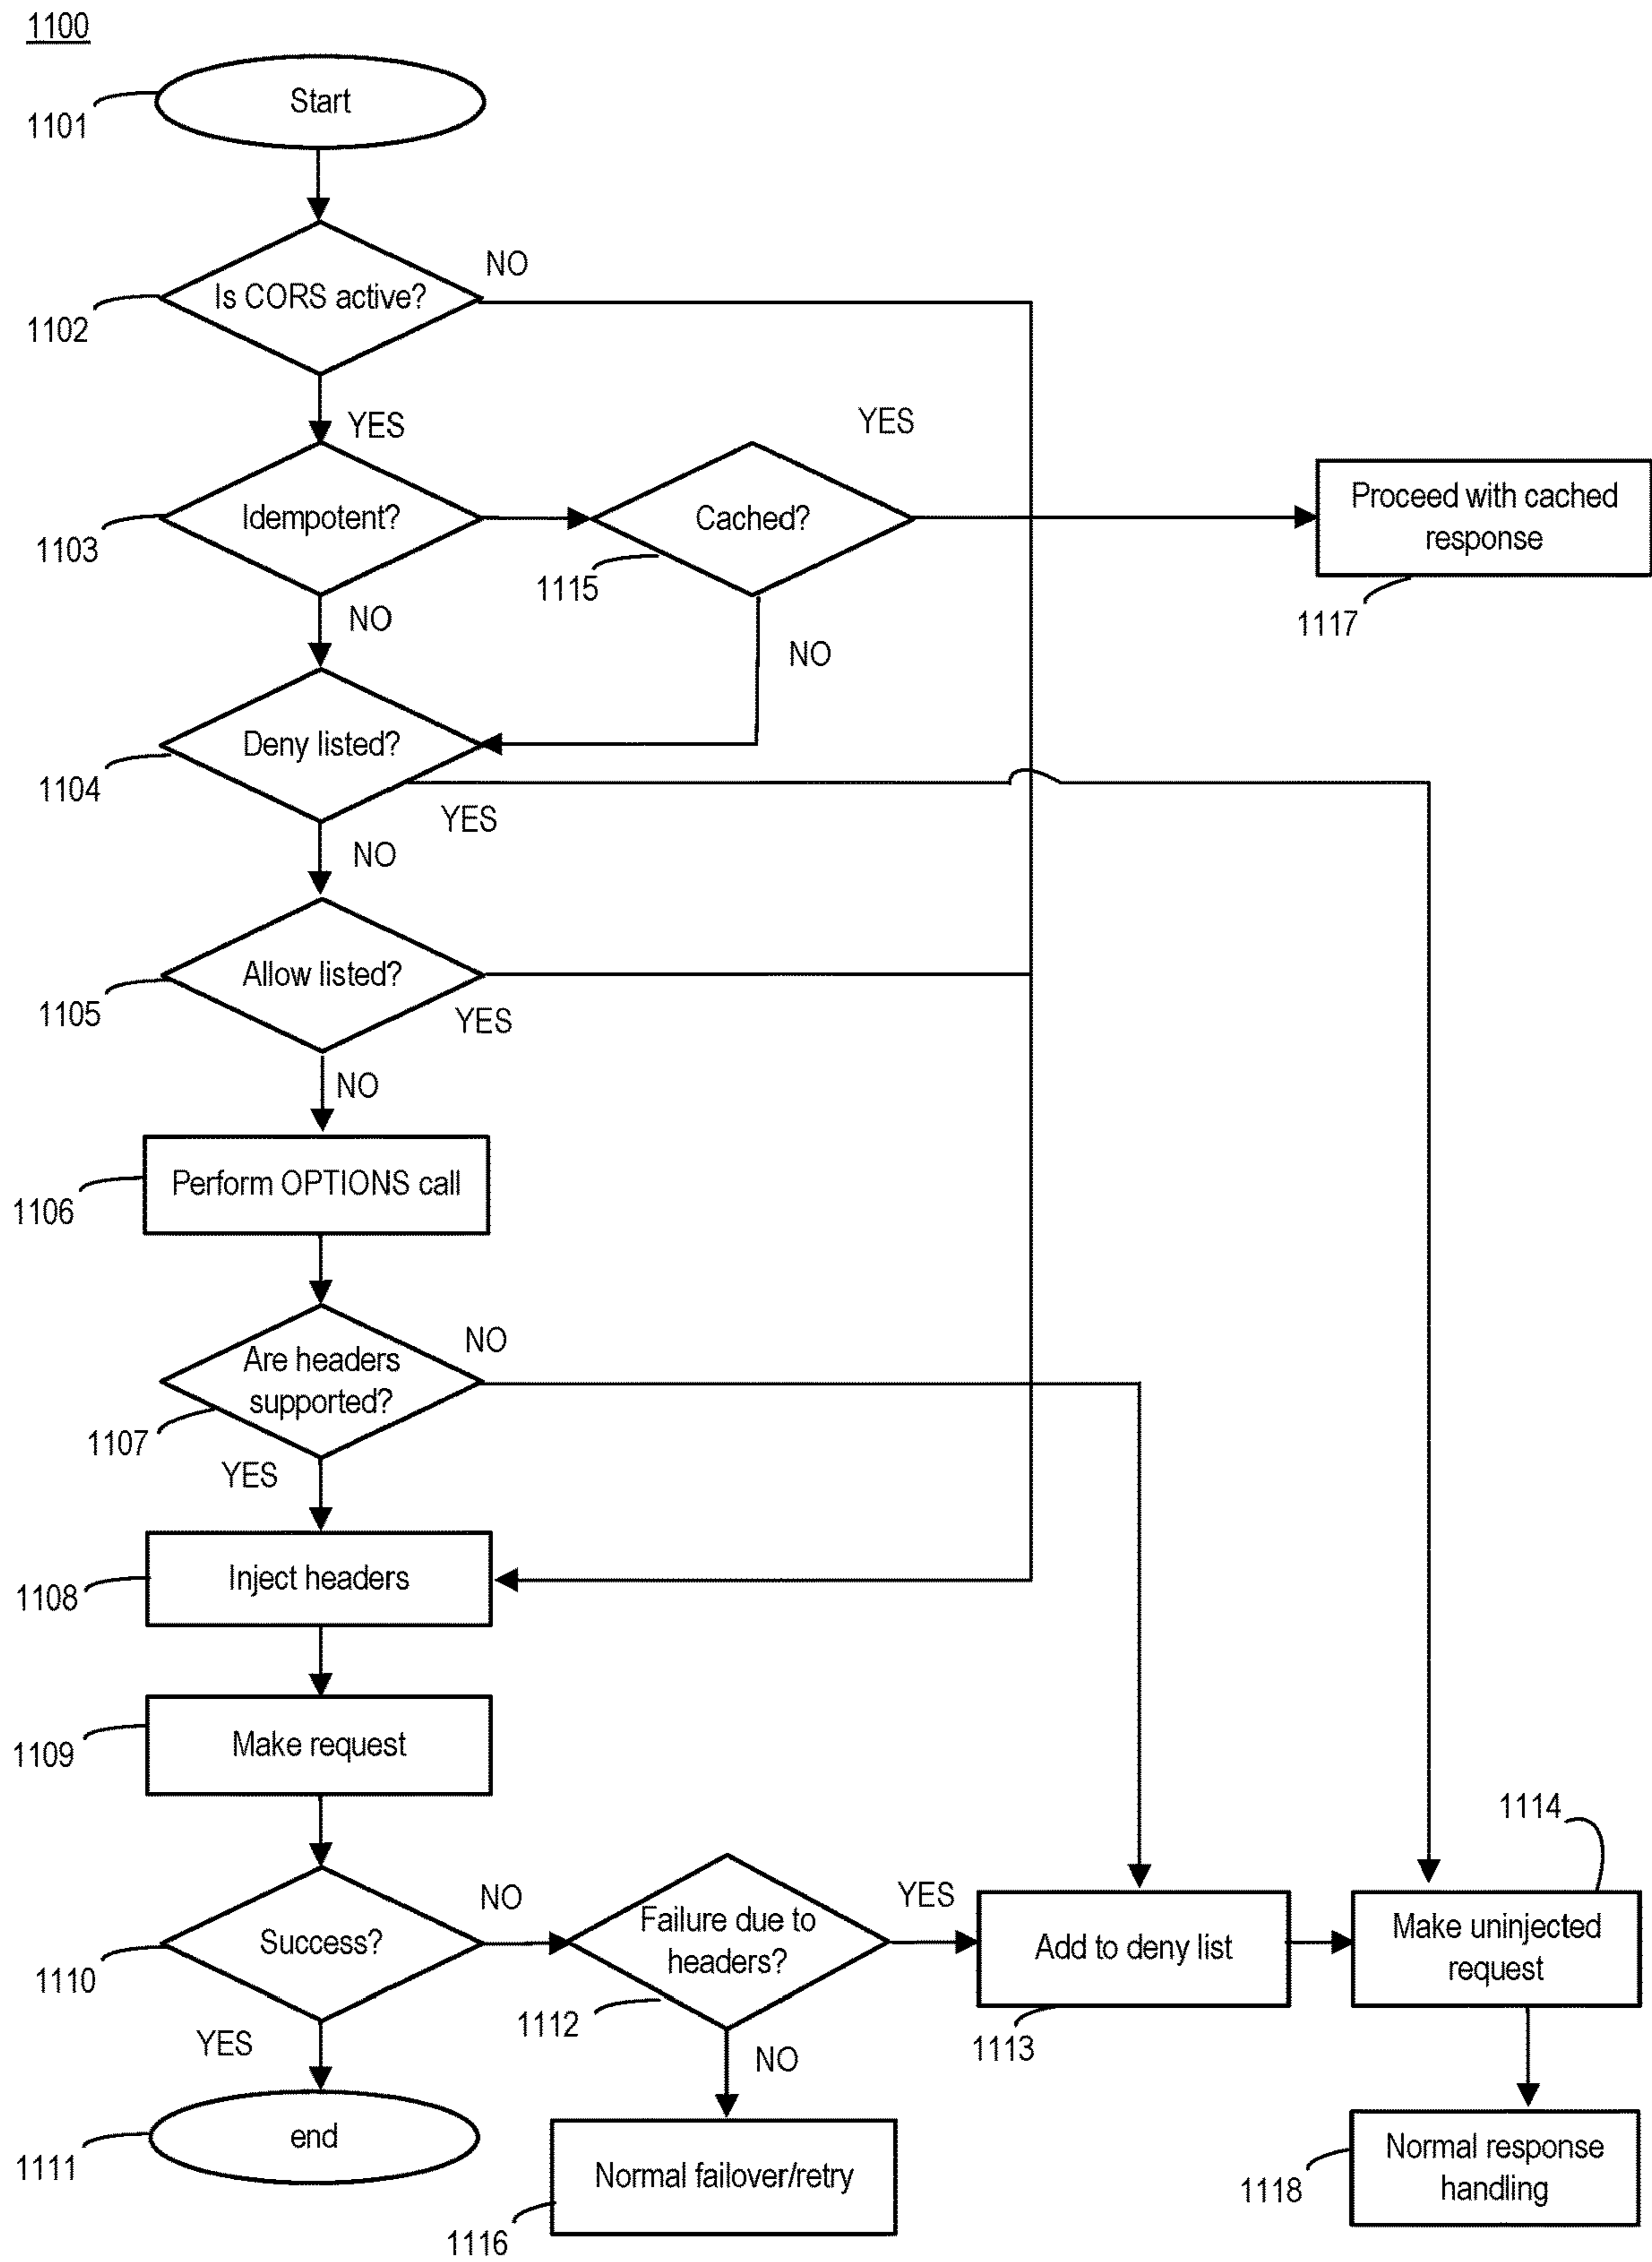 1100
Start
1101
NO
Is CORS active?
1102
YES
YES
Idempotent?
Cached?
Proceed with cached
response
1103
1115
1117
NO
NO
Deny listed?
1104
YES
NO
Allow listed?
1105
YES
NO
Perform OPTIONS call
1106
NO
Are headers
supported?
1107
YES
Inject headers
1108
Make request
1109
1114
NO
YES
Success?
Failure due to
headers?
Add to deny list
Make uninjected
request
1110
1112
1113
YES
NO
end
1111
Normal failover/retry
1116
Normal response
handling
1118